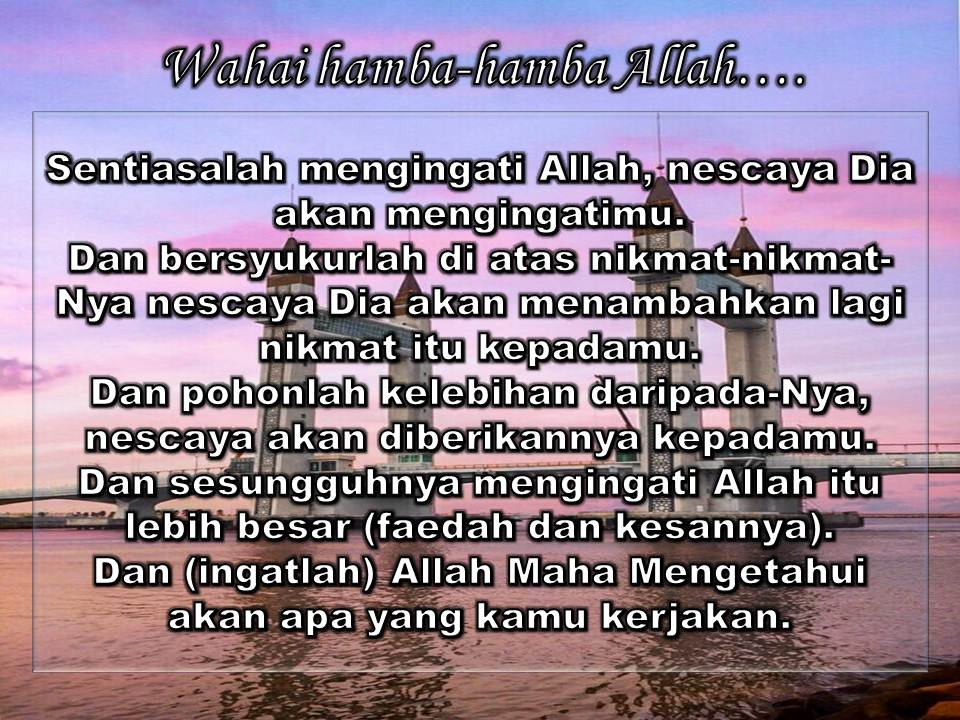 Wahai hamba-hamba Allah....
Sentiasalah mengingati Allah, nescaya Dia
akan mengingatimu.
Dan bersyukurlah di atas nikmat-nikmat-
Nya nescaya Dia akan menambahkan lagi
nikmat itu kepadamu.
Dan pohonlah kelebihan daripada-Nya,
nescaya akan diberikannya kepadamu.
Dan sesungguhnya mengingati Allah itu
lebih besar (faedah dan kesannya).
Dan (ingatlah) Allah Maha Mengetahui
akan apa yang kamu kerjakan.